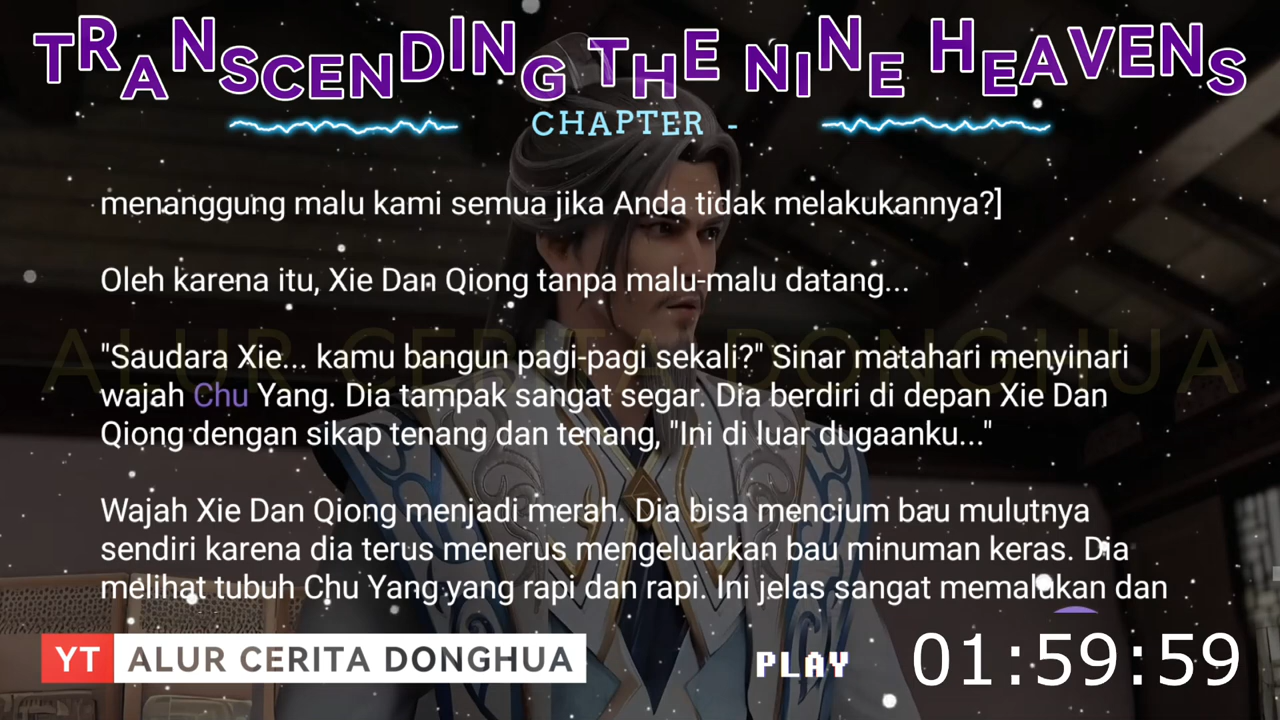 TRANSCENDING THE NINE HEAVENS
CHAPTER -
menanggung malu kami semua jika Anda tidak melakukannya?]
Oleh karena itu, Xie Dan Qiong tanpa malu-malu datang...
ALUR CERITA DONGHUA
"Saudara Xie... kamu bangun pagi-pagi sekali?" Sinar matahari menyinari
wajah Chu Yang. Dia tampak sangat segar. Dia berdiri di depan Xie Dan
Qiong dengan sikap tenang dan tenang, "Ini di luar dugaanku..."
Wajah Xie Dan Qiong menjadi merah. Dia bisa mencium bau mulutnya
sendiri karena dia terus menerus mengeluarkan bau minuman keras. Dia
melihat tubuh Chu Yang yang rapi dan rapi. Ini jelas sangat memalukan dan
YT ALUR CERITA DONGHUA
PLAY 01:59:59